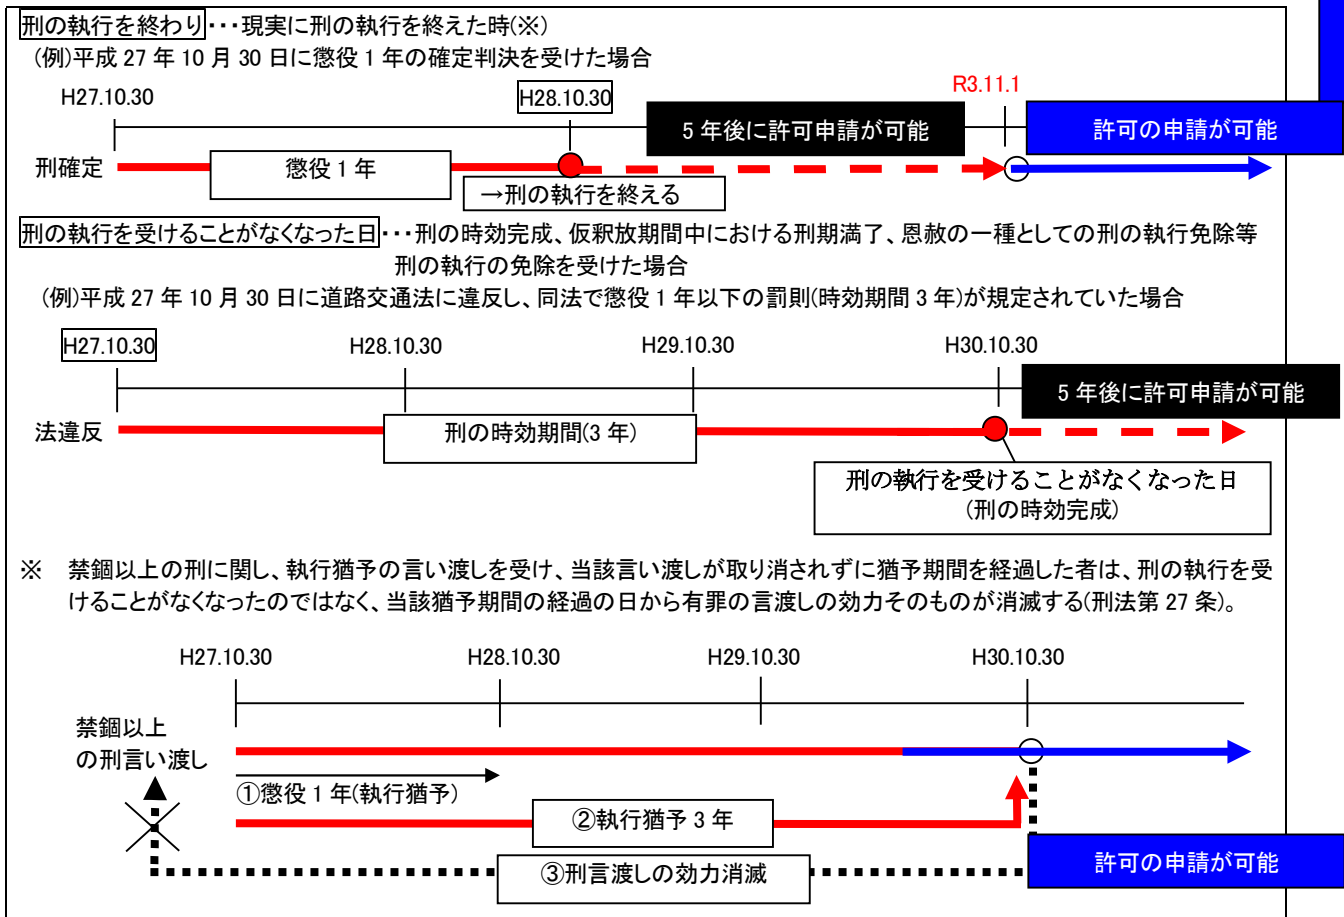 刑の執行を終わり・・・現実に刑の執行を終えた時(※)
(例)平成 27 年 10 月 30 日に懲役 1 年の確定判決を受けた場合
R3.11.1
H27.10.30
H28.10.30
5 年後に許可申請が可能
許可の申請が可能
刑確定
懲役 1 年
→刑の執行を終える
刑の執行を受けることがなくなった日・・・刑の時効完成、仮釈放期間中における刑期満了、恩赦の一種としての刑の執行免除等
刑の執行の免除を受けた場合
(例)平成 27 年 10 月 30 日に道路交通法に違反し、同法で懲役 1 年以下の罰則(時効期間 3 年)が規定されていた場合
H27.10.30
H28.10.30
H29.10.30
H30.10.30
5 年後に許可申請が可能
法違反
刑の時効期間(3 年)
刑の執行を受けることがなくなった日
(刑の時効完成)
※ 禁錮以上の刑に関し、執行猶予の言い渡しを受け、当該言い渡しが取り消されずに猶予期間を経過した者は、刑の執行を受
けることがなくなったのではなく、当該猶予期間の経過の日から有罪の言渡しの効力そのものが消滅する(刑法第 27 条)。
H27.10.30
H28.10.30
H29.10.30
H30.10.30
禁錮以上
の刑言い渡し
①懲役 1 年(執行猶予)
②執行猶予 3 年
許可の申請が可能
③刑言渡しの効力消滅